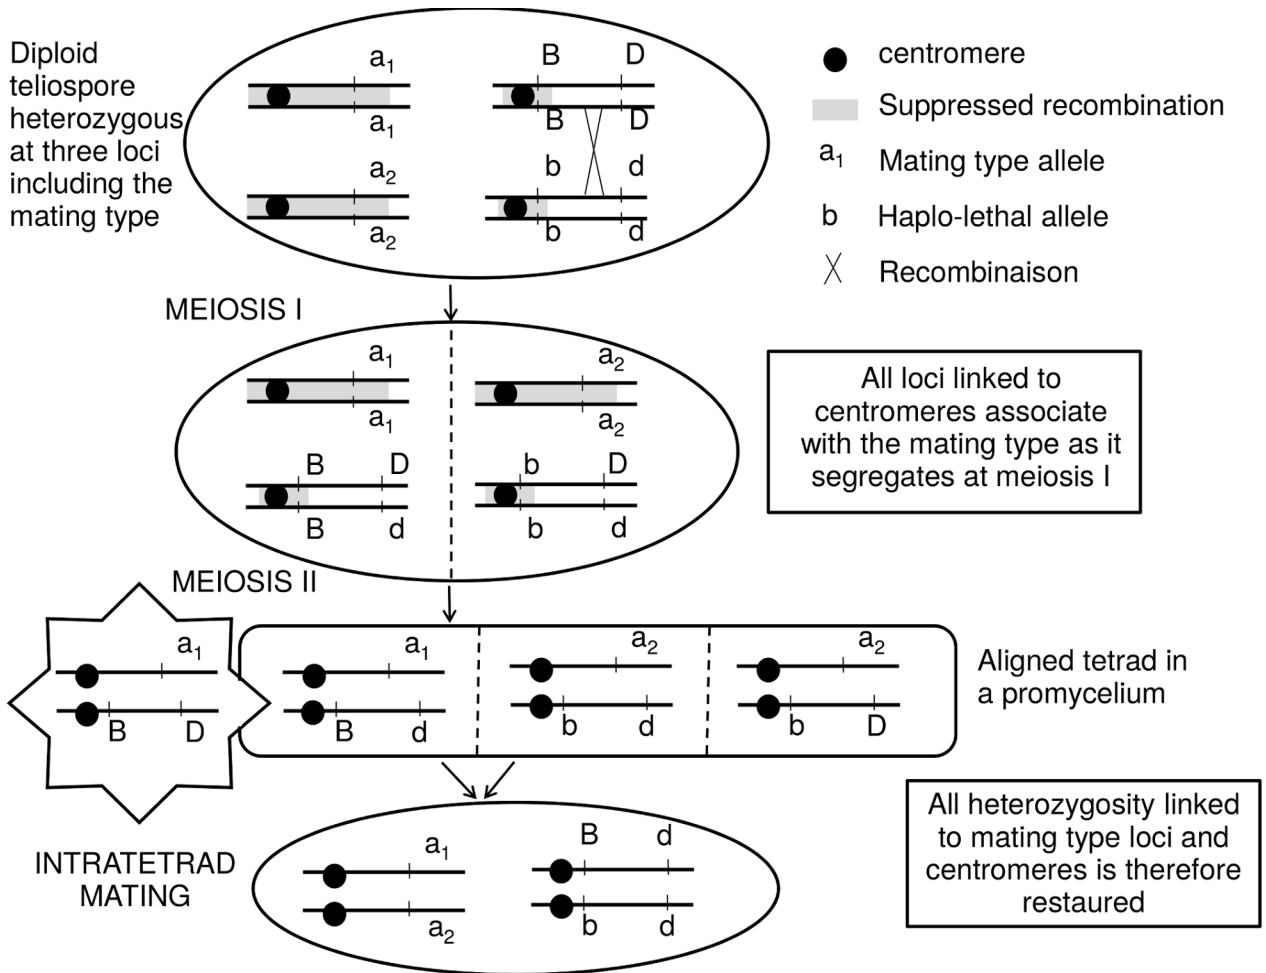 Diploid
teliospore
heterozygous
at three loci
including the
mating type
a1
B D
a1
B D
a2
b d
a2
b d
centromere
Suppressed recombination
a1 Mating type allele
b Haplo-lethal allele
Recombinaison
MEIOSIS I
a1
a2
a1
a2
B D
b D
B d
b d
All loci linked to
centromeres associate
with the mating type as it
segregates at meiosis I
MEIOSIS II
a1
a1
a2
a2
B D
B d
b d
b D
Aligned tetrad in
a promycelium
INTRATETRAD
MATING
a1
B d
a2
b d
All heterozygosity linked
to mating type loci and
centromeres is therefore
restaured